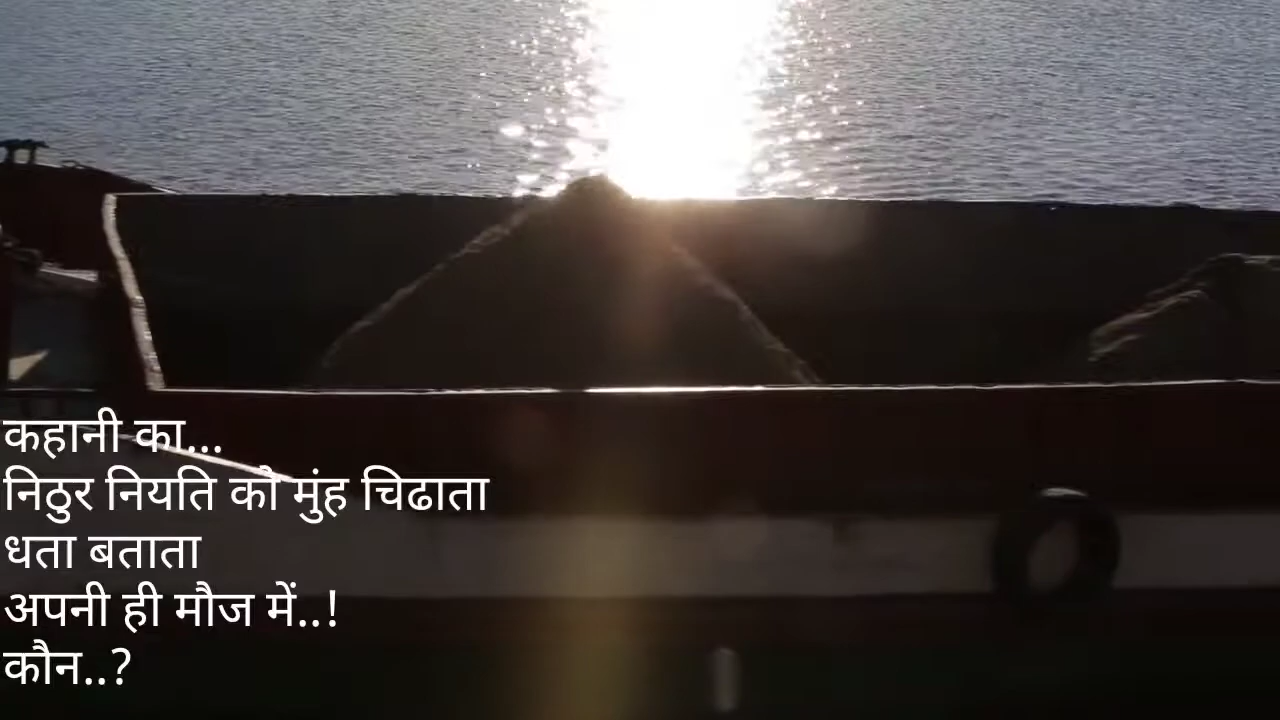 कहानी का...
निठुर नियति को मुंह चिढाता
धता बताता
अपनी ही मौज में..!
कौन..?